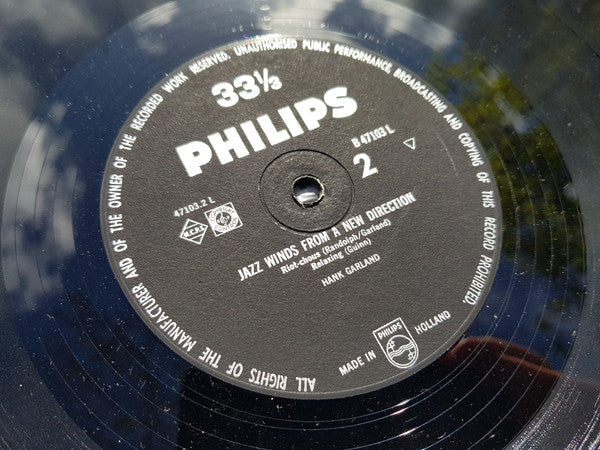 ALL RIGHTS OF THE MANUFACTURER AND OF THE OWNER OF THE RECORDED WORK RESERVED. UNAUTHORISED PUBLIC PERFORMANCE, BROADCASTING AND COPYING OF THIS RECORD PROHIBITED.
33⅓
PHILIPS
B 47103 L
2
47103.2 L
N.C.B.
JAZZ WINDS FROM A NEW DIRECTION
Riot-chous (Randolph/Garland)
Relaxing (Guinn)
HANK GARLAND
MADE IN
PHILIPS
HOLLAND